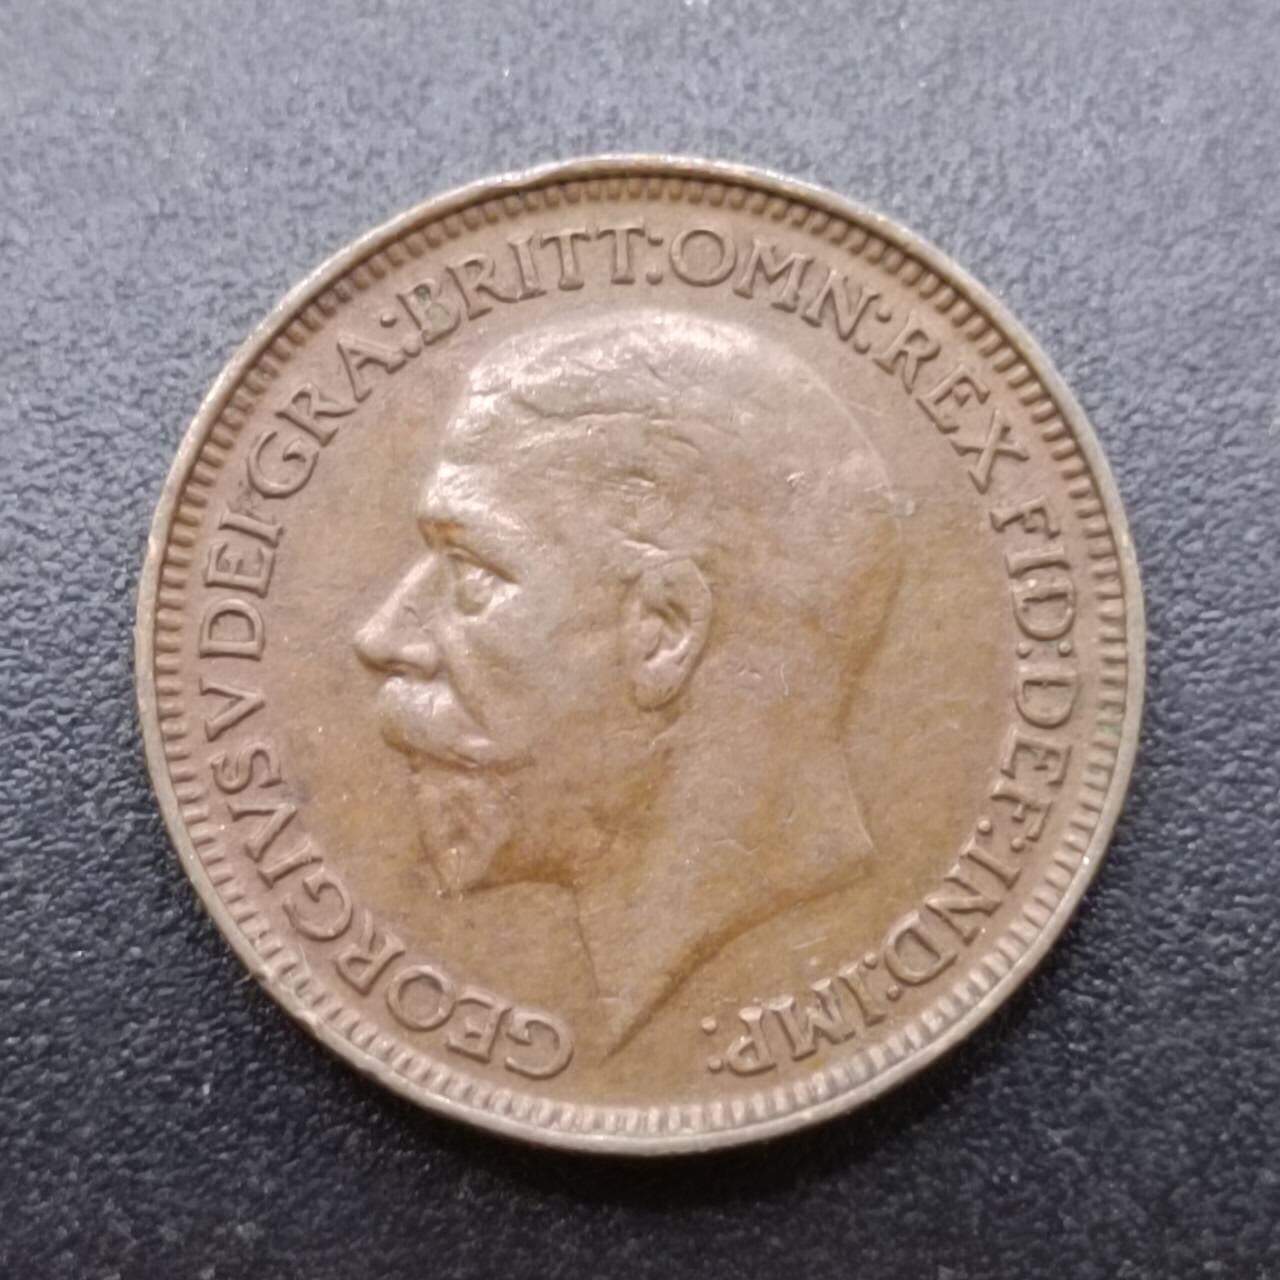 GEORGIVS V DEI GRA: BRITT: OMN: REX FID: DEF: IND: IMP: